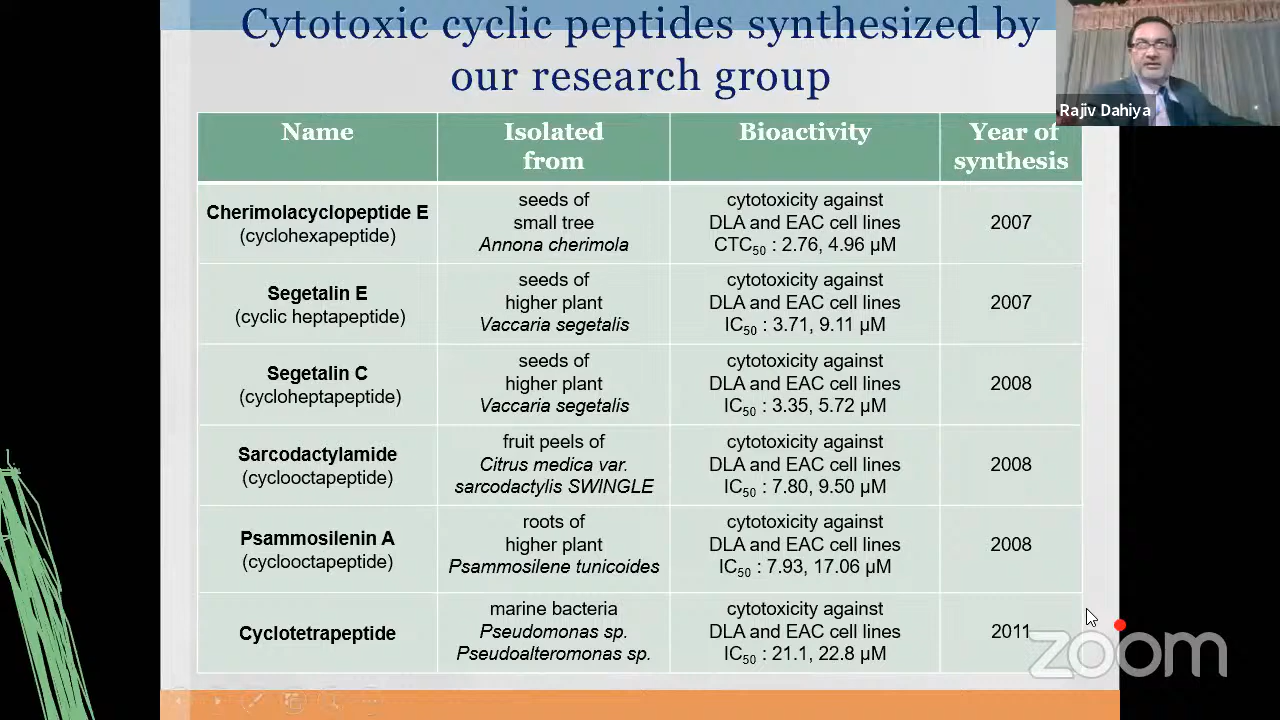 Cytotoxic cyclic peptides synthesized by
our research group
Rajiv Dahiya
Name
Isolated
from
Bioactivity
Year of
synthesis
Cherimolacyclopeptide E
(cyclohexapeptide)
seeds of
small tree
Annona cherimola
cytotoxicity against
DLA and EAC cell lines
CTC50 : 2.76, 4.96 µM
2007
Segetalin E
(cyclic heptapeptide)
seeds of
higher plant
Vaccaria segetalis
cytotoxicity against
DLA and EAC cell lines
IC50 : 3.71, 9.11 µM
2007
Segetalin C
(cycloheptapeptide)
seeds of
higher plant
Vaccaria segetalis
cytotoxicity against
DLA and EAC cell lines
IC50 : 3.35, 5.72 µM
2008
Sarcodactylamide
(cyclooctapeptide)
fruit peels of
Citrus medica var.
sarcodactylis SWINGLE
cytotoxicity against
DLA and EAC cell lines
IC50 : 7.80, 9.50 µM
2008
Psammosilenin A
(cyclooctapeptide)
roots of
higher plant
Psammosilene tunicoides
cytotoxicity against
DLA and EAC cell lines
IC50 : 7.93, 17.06 µM
2008
Cyclotetrapeptide
marine bacteria
Pseudomonas sp.
Pseudoalteromonas sp.
cytotoxicity against
DLA and EAC cell lines
IC50 : 21.1, 22.8 µM
2011
zoom